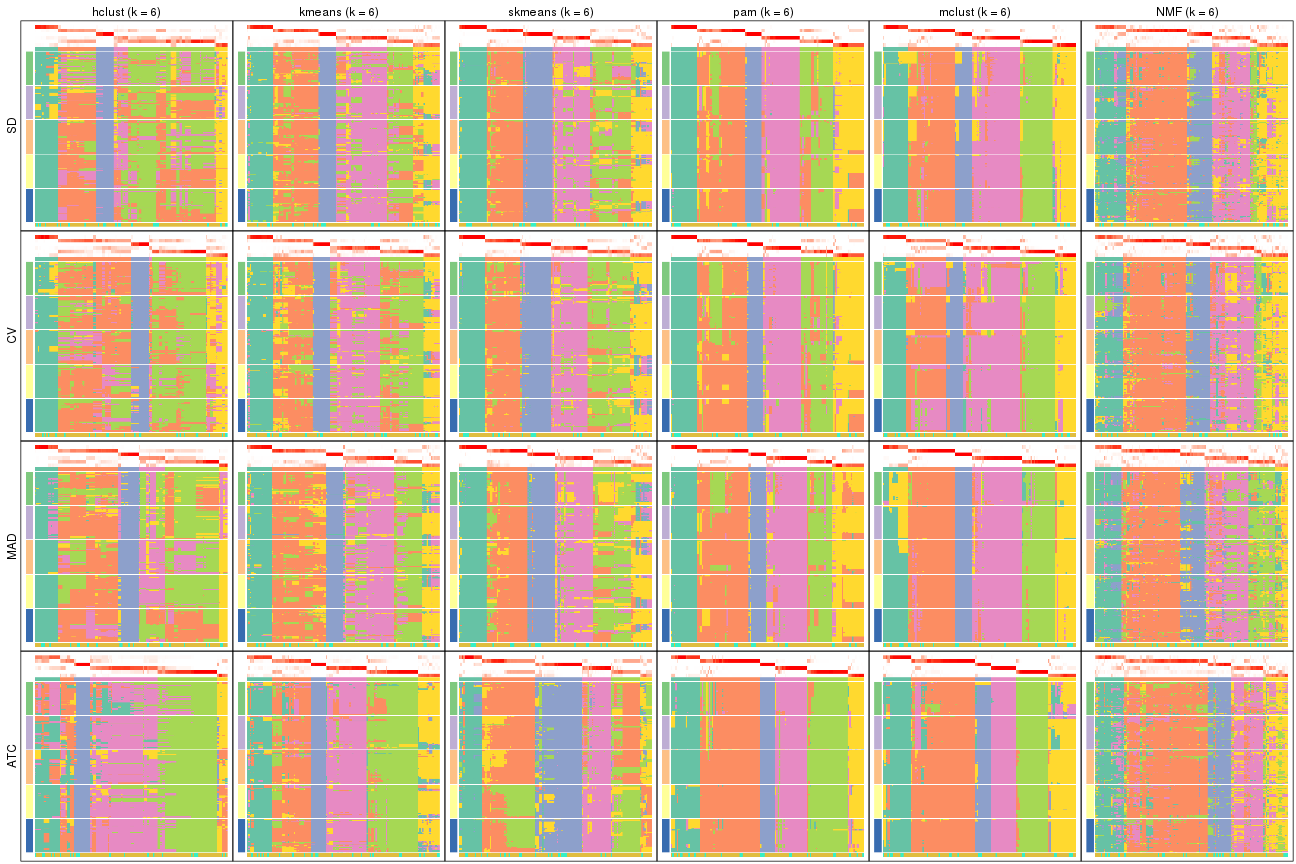 hclust (k = 6)
kmeans (k = 6)
skmeans (k = 6)
pam (k = 6)
mclust (k = 6)
NMF (k = 6)
SD
CV
MAD
ATC